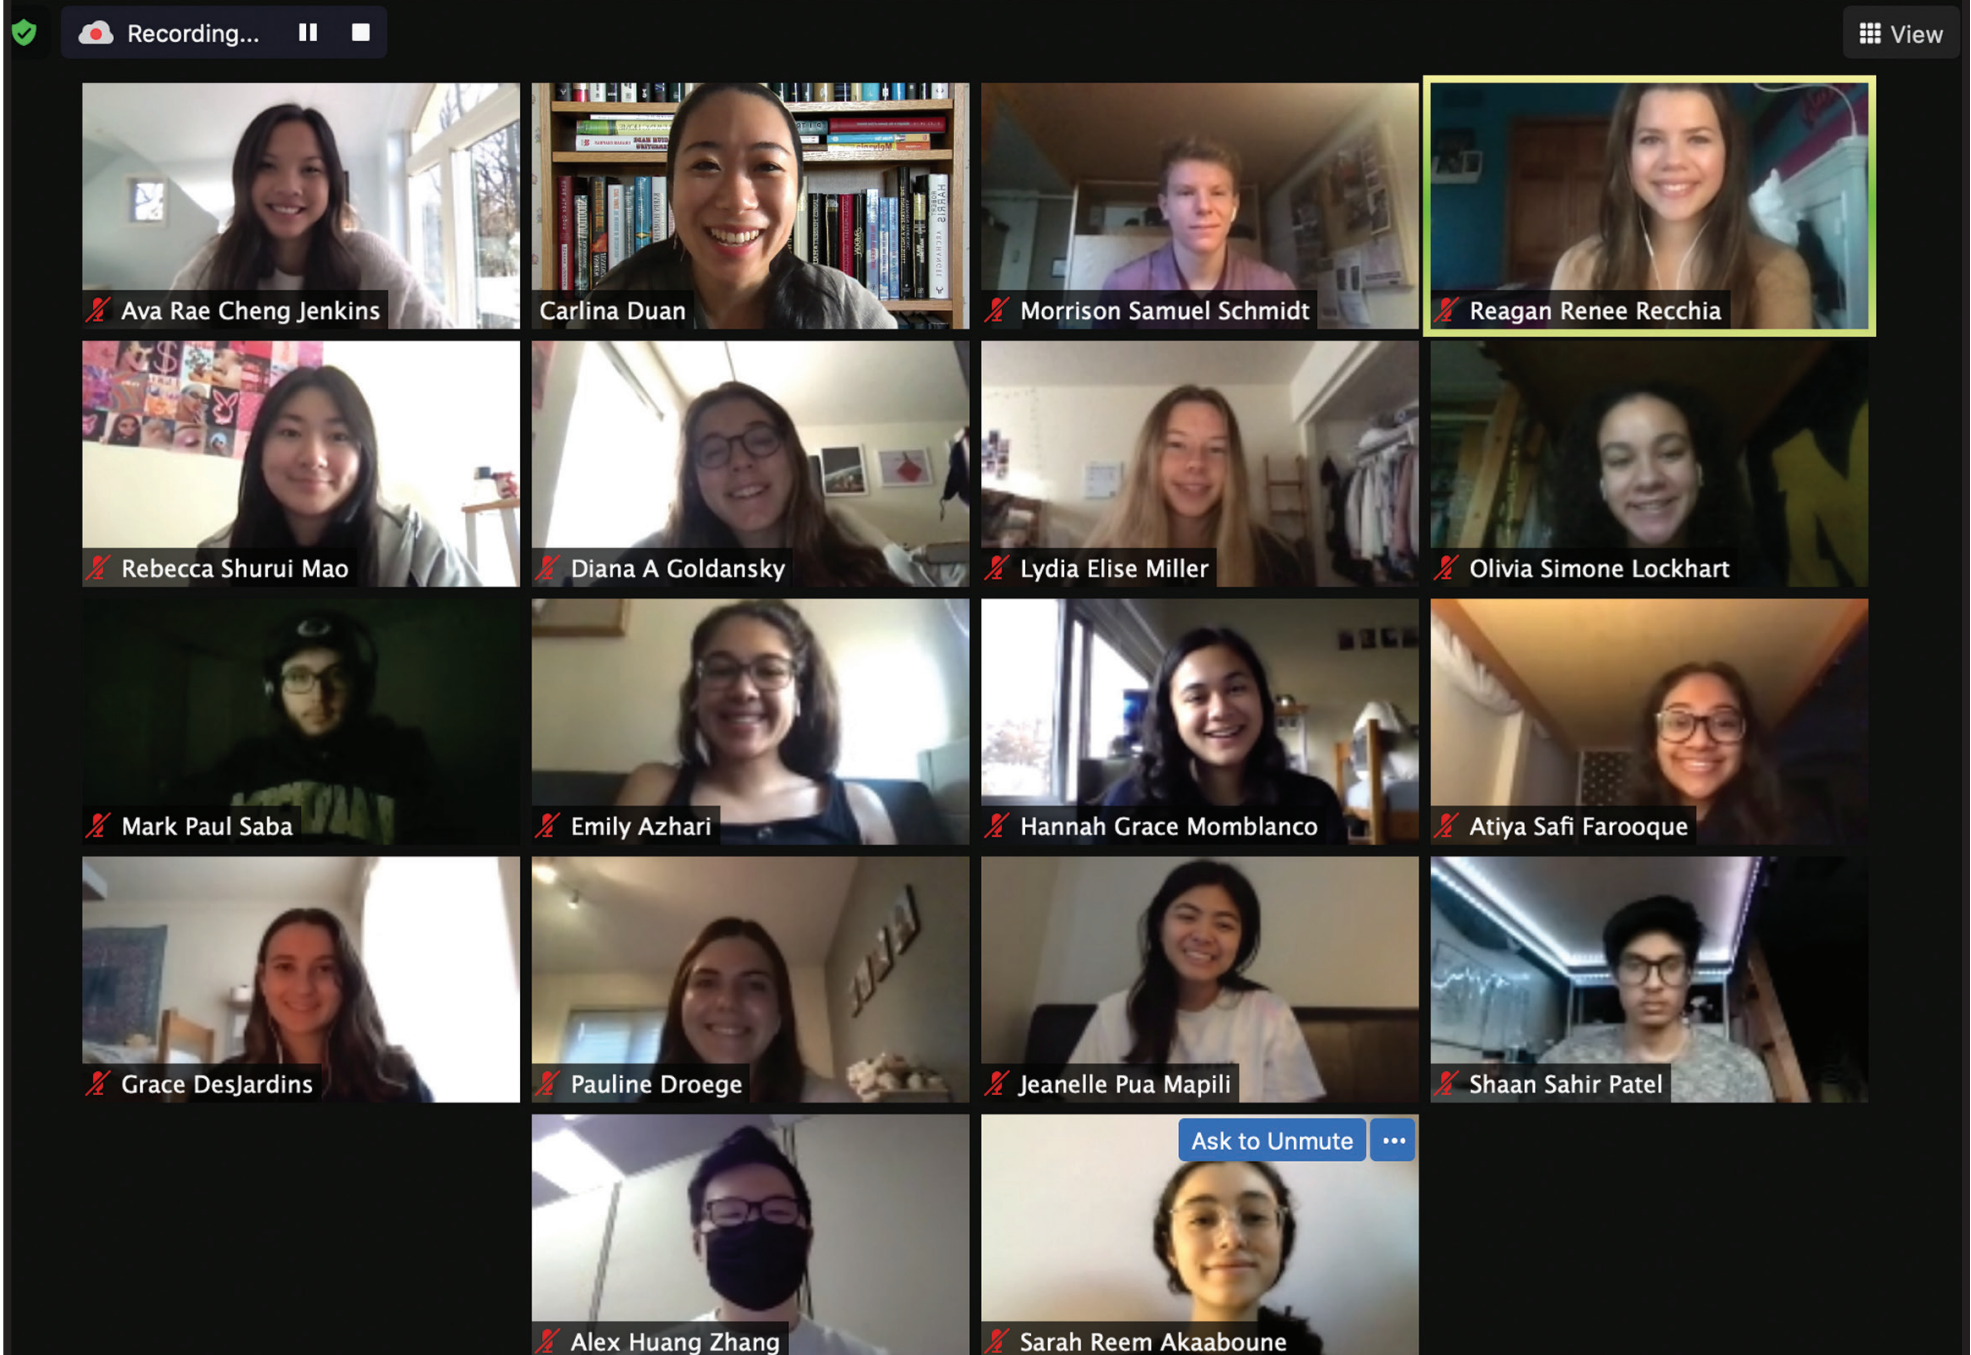 Recording...
View
Ava Rae Cheng Jenkins
Carlina Duan
Morrison Samuel Schmidt
Reagan Renee Recchia
Rebecca Shurui Mao
Diana A Goldansky
Lydia Elise Miller
Olivia Simone Lockhart
Mark Paul Saba
Emily Azhari
Hannah Grace Momblanco
Atiya Safi Farooque
Grace DesJardins
Pauline Droege
Jeanelle Pua Mapili
Shaan Sahir Patel
Ask to Unmute
Alex Huang Zhang
Sarah Reem Akaaboune